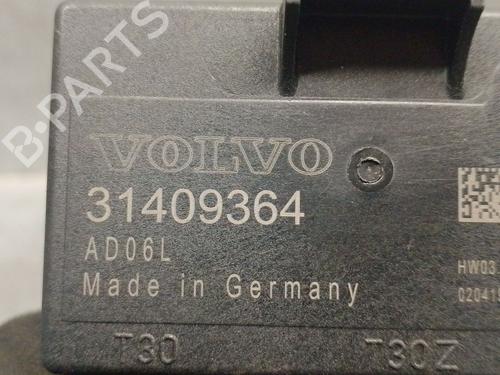 B-PARTS
VOLVO
31409364
AD06L
Made in Germany
HW03
T30
T30Z